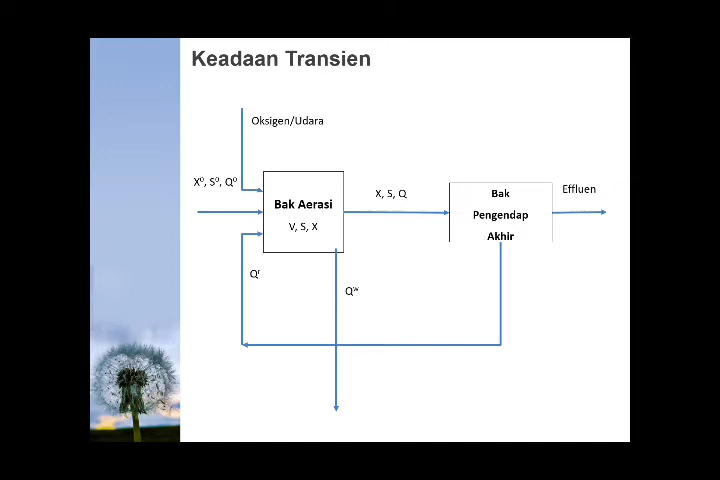 Keadaan Transien
Oksigen/Udara
X⁰, S⁰, Q⁰
Bak Aerasi
V, S, X
X, S, Q
Bak
Pengendap
Akhir
Effluen
Qʳ
Qʷ